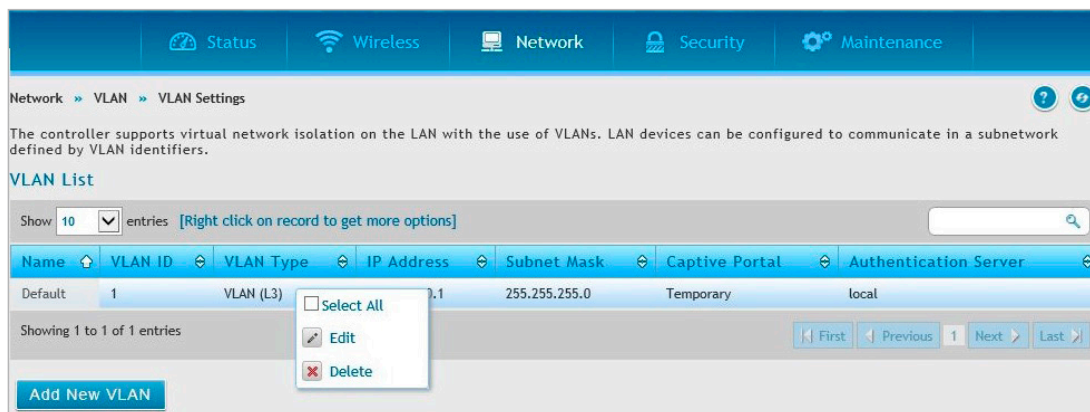 Status Wireless Network Security Maintenance
Network » VLAN » VLAN Settings
The controller supports virtual network isolation on the LAN with the use of VLANs. LAN devices can be configured to communicate in a subnetwork
defined by VLAN identifiers.
VLAN List
Show 10 entries [Right click on record to get more options]
Name VLAN ID VLAN Type IP Address Subnet Mask Captive Portal Authentication Server
Default 1 VLAN (L3) .1 255.255.255.0 Temporary local
Select All
Edit
Delete
Showing 1 to 1 of 1 entries
First Previous 1 Next Last
Add New VLAN